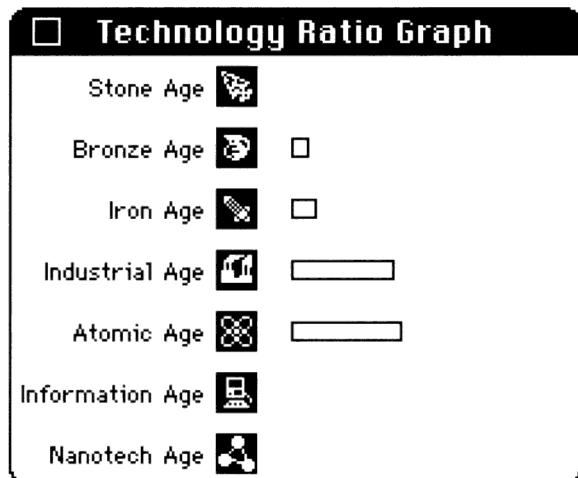 Technology Ratio Graph
Stone Age
Bronze Age
Iron Age
Industrial Age
Atomic Age
Information Age
Nanotech Age